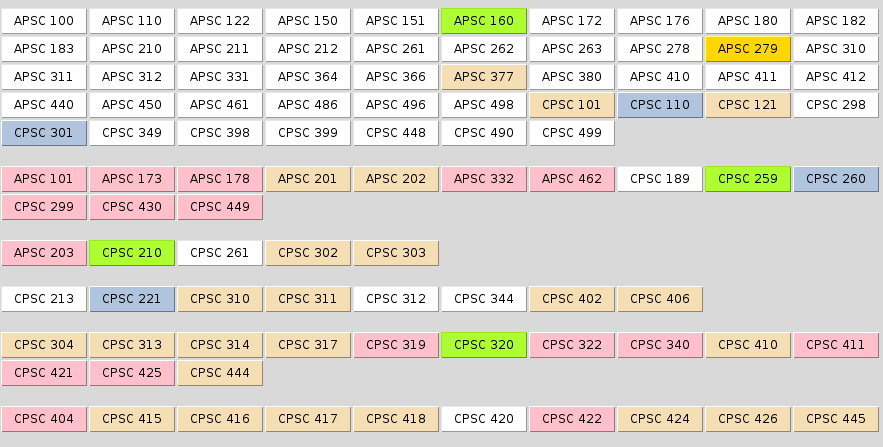 APSC 100 APSC 110 APSC 122 APSC 150 APSC 151 APSC 160 APSC 172 APSC 176 APSC 180 APSC 182
APSC 183 APSC 210 APSC 211 APSC 212 APSC 261 APSC 262 APSC 263 APSC 278 APSC 279 APSC 310
APSC 311 APSC 312 APSC 331 APSC 364 APSC 366 APSC 377 APSC 380 APSC 410 APSC 411 APSC 412
APSC 440 APSC 450 APSC 461 APSC 486 APSC 496 APSC 498 CPSC 101 CPSC 110 CPSC 121 CPSC 298
CPSC 301 CPSC 349 CPSC 398 CPSC 399 CPSC 448 CPSC 490 CPSC 499
APSC 101 APSC 173 APSC 178 APSC 201 APSC 202 APSC 332 APSC 462 CPSC 189 CPSC 259 CPSC 260
CPSC 299 CPSC 430 CPSC 449
APSC 203 CPSC 210 CPSC 261 CPSC 302 CPSC 303
CPSC 213 CPSC 221 CPSC 310 CPSC 311 CPSC 312 CPSC 344 CPSC 402 CPSC 406
CPSC 304 CPSC 313 CPSC 314 CPSC 317 CPSC 319 CPSC 320 CPSC 322 CPSC 340 CPSC 410 CPSC 411
CPSC 421 CPSC 425 CPSC 444
CPSC 404 CPSC 415 CPSC 416 CPSC 417 CPSC 418 CPSC 420 CPSC 422 CPSC 424 CPSC 426 CPSC 445